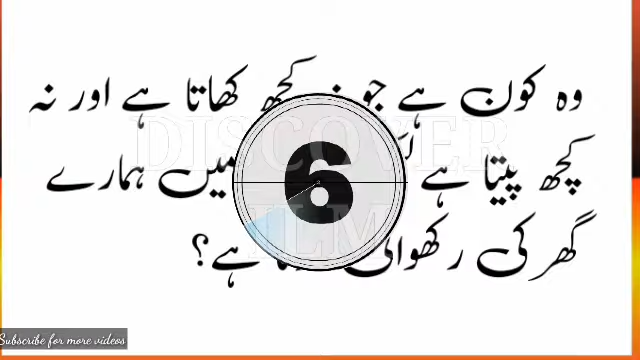 وہ کون ہے جو نہ کچھ کھاتا ہے اور نہ
کچھ پیتا ہے میں ہمارے
گھر کی رکھوالی ہے؟
6
DISCOVER
ILM
Subscribe for more videos